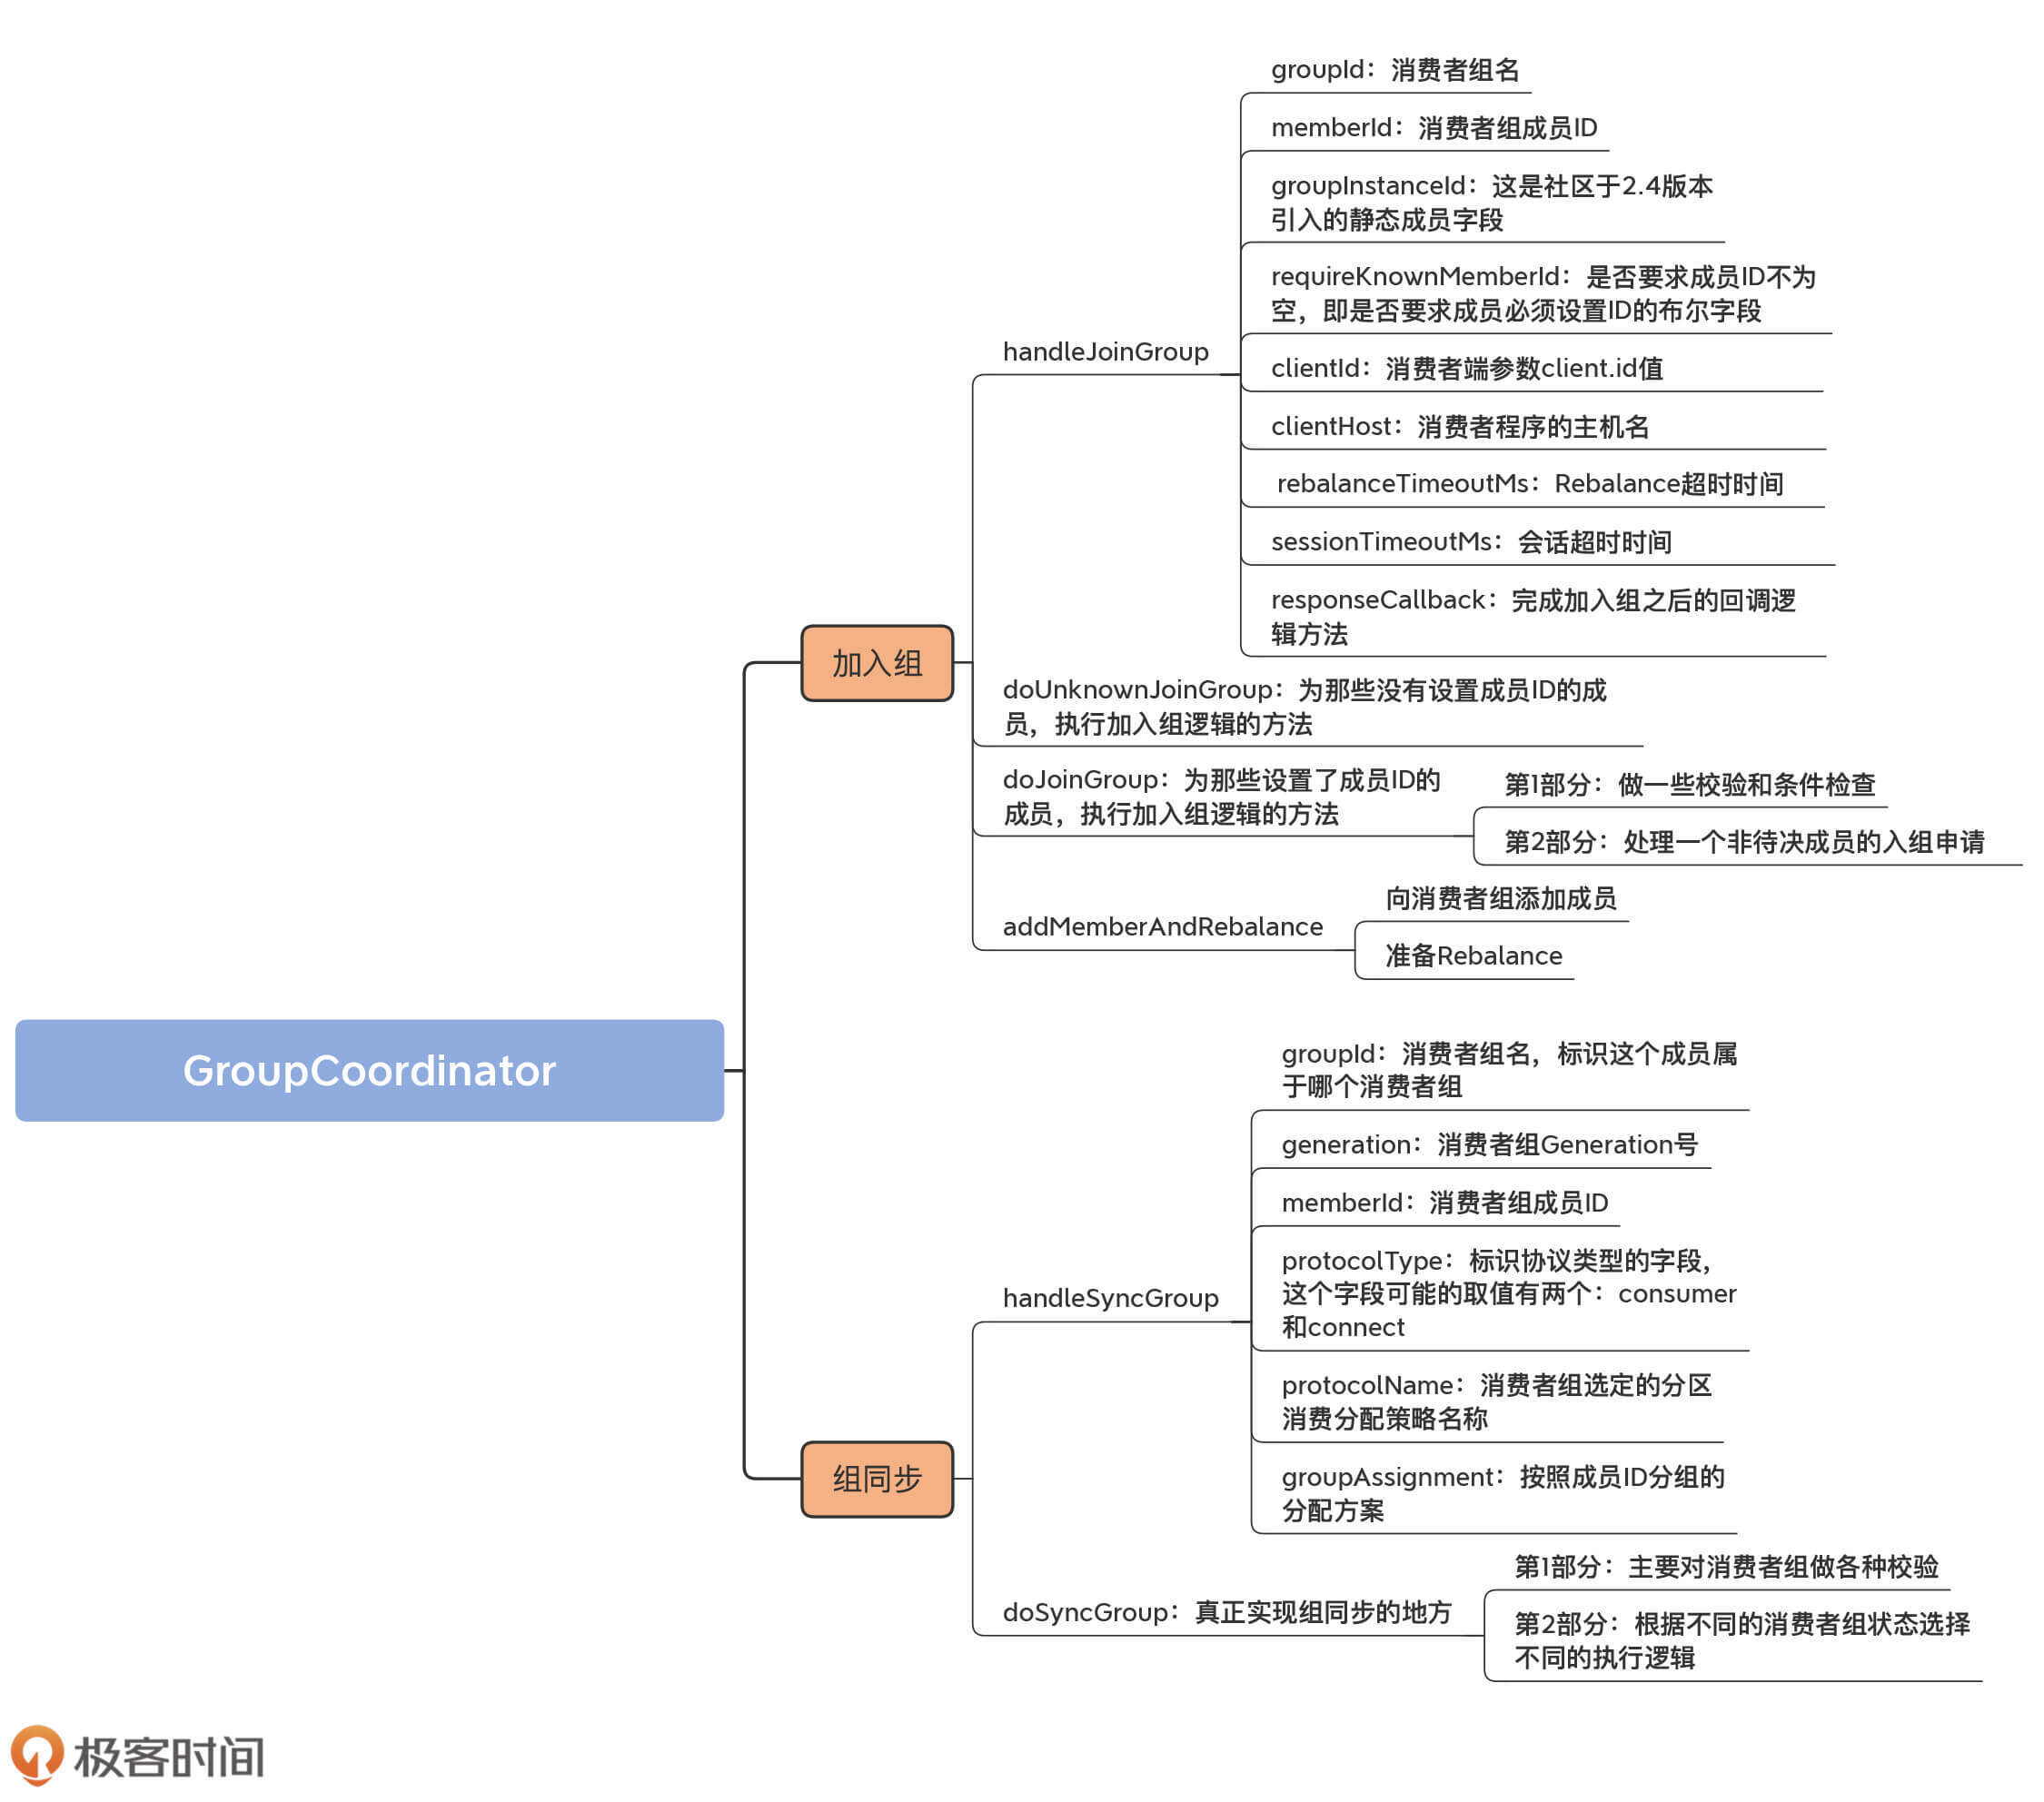 GroupCoordinator
加入组
handleJoinGroup
groupId：消费者组名
memberId：消费者组成员ID
groupInstanceId：这是社区于2.4版本
引入的静态成员字段
requireKnownMemberId：是否要求成员ID不为
空，即是否要求成员必须设置ID的布尔字段
clientId：消费者端参数client.id值
clientHost：消费者程序的主机名
rebalanceTimeoutMs：Rebalance超时时间
sessionTimeoutMs：会话超时时间
responseCallback：完成加入组之后的回调逻
辑方法
doUnknownJoinGroup：为那些没有设置成员ID的成
员，执行加入组逻辑的方法
doJoinGroup：为那些设置了成员ID的
成员，执行加入组逻辑的方法
第1部分：做一些校验和条件检查
第2部分：处理一个非待决成员的入组申请
addMemberAndRebalance
向消费者组添加成员
准备Rebalance
组同步
handleSyncGroup
groupId：消费者组名，标识这个成员属
于哪个消费者组
generation：消费者组Generation号
memberId：消费者组成员ID
protocolType：标识协议类型的字段，
这个字段可能的取值有两个：consumer
和connect
protocolName：消费者组选定的分区
消费分配策略名称
groupAssignment：按照成员ID分组的
分配方案
doSyncGroup：真正实现组同步的地方
第1部分：主要对消费者组做各种校验
第2部分：根据不同的消费者组状态选择
不同的执行逻辑
极客时间